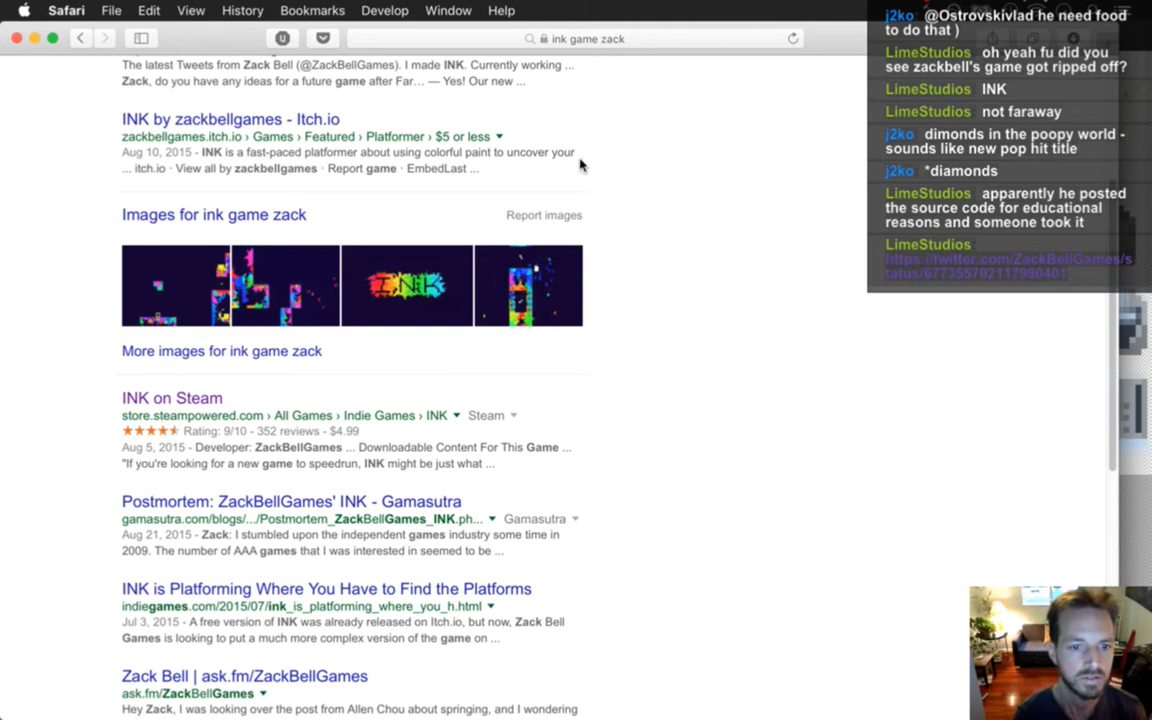 Safari File Edit View History Bookmarks Develop Window Help
ink game zack
The latest Tweets from Zack Bell (@ZackBellGames). I made INK. Currently working ...
Zack, do you have any ideas for a future game after Far... — Yes! Our new ...
INK by zackbellgames - Itch.io
zackbellgames.itch.io › Games › Featured › Platformer › $5 or less
Aug 10, 2015 - INK is a fast-paced platformer about using colorful paint to uncover your
... itch.io · View all by zackbellgames · Report game · EmbedLast ...
Images for ink game zack
Report images
INK
More images for ink game zack
INK on Steam
store.steampowered.com › All Games › Indie Games › INK Steam
Rating: 9/10 - 352 reviews - $4.99
Aug 5, 2015 - Developer: ZackBellGames ... Downloadable Content For This Game ...
"If you're looking for a new game to speedrun, INK might be just what ...
Postmortem: ZackBellGames' INK - Gamasutra
gamasutra.com/blogs/.../Postmortem_ZackBellGames_INK.ph... Gamasutra
Aug 21, 2015 - Zack: I stumbled upon the independent games industry some time in
2009. The number of AAA games that I was interested in seemed to be ...
INK is Platforming Where You Have to Find the Platforms
indiegames.com/2015/07/ink_is_platforming_where_you_h.html
Jul 3, 2015 - A free version of INK was already released on Itch.io, but now, Zack Bell
Games is looking to put a much more complex version of the game on ...
Zack Bell | ask.fm/ZackBellGames
ask.fm/ZackBellGames
Hey Zack, I was looking over the post from Allen Chou about springing, and I wondering
j2ko @Ostrovskivlad he need food
to do that )
LimeStudios oh yeah fu did you
see zackbell's game got ripped off?
LimeStudios INK
LimeStudios not faraway
j2ko dimonds in the poopy world -
sounds like new pop hit title
j2ko *diamonds
LimeStudios apparently he posted
the source code for educational
reasons and someone took it
LimeStudios
https://twitter.com/ZackBellGames/s
tatus/677355702117990401